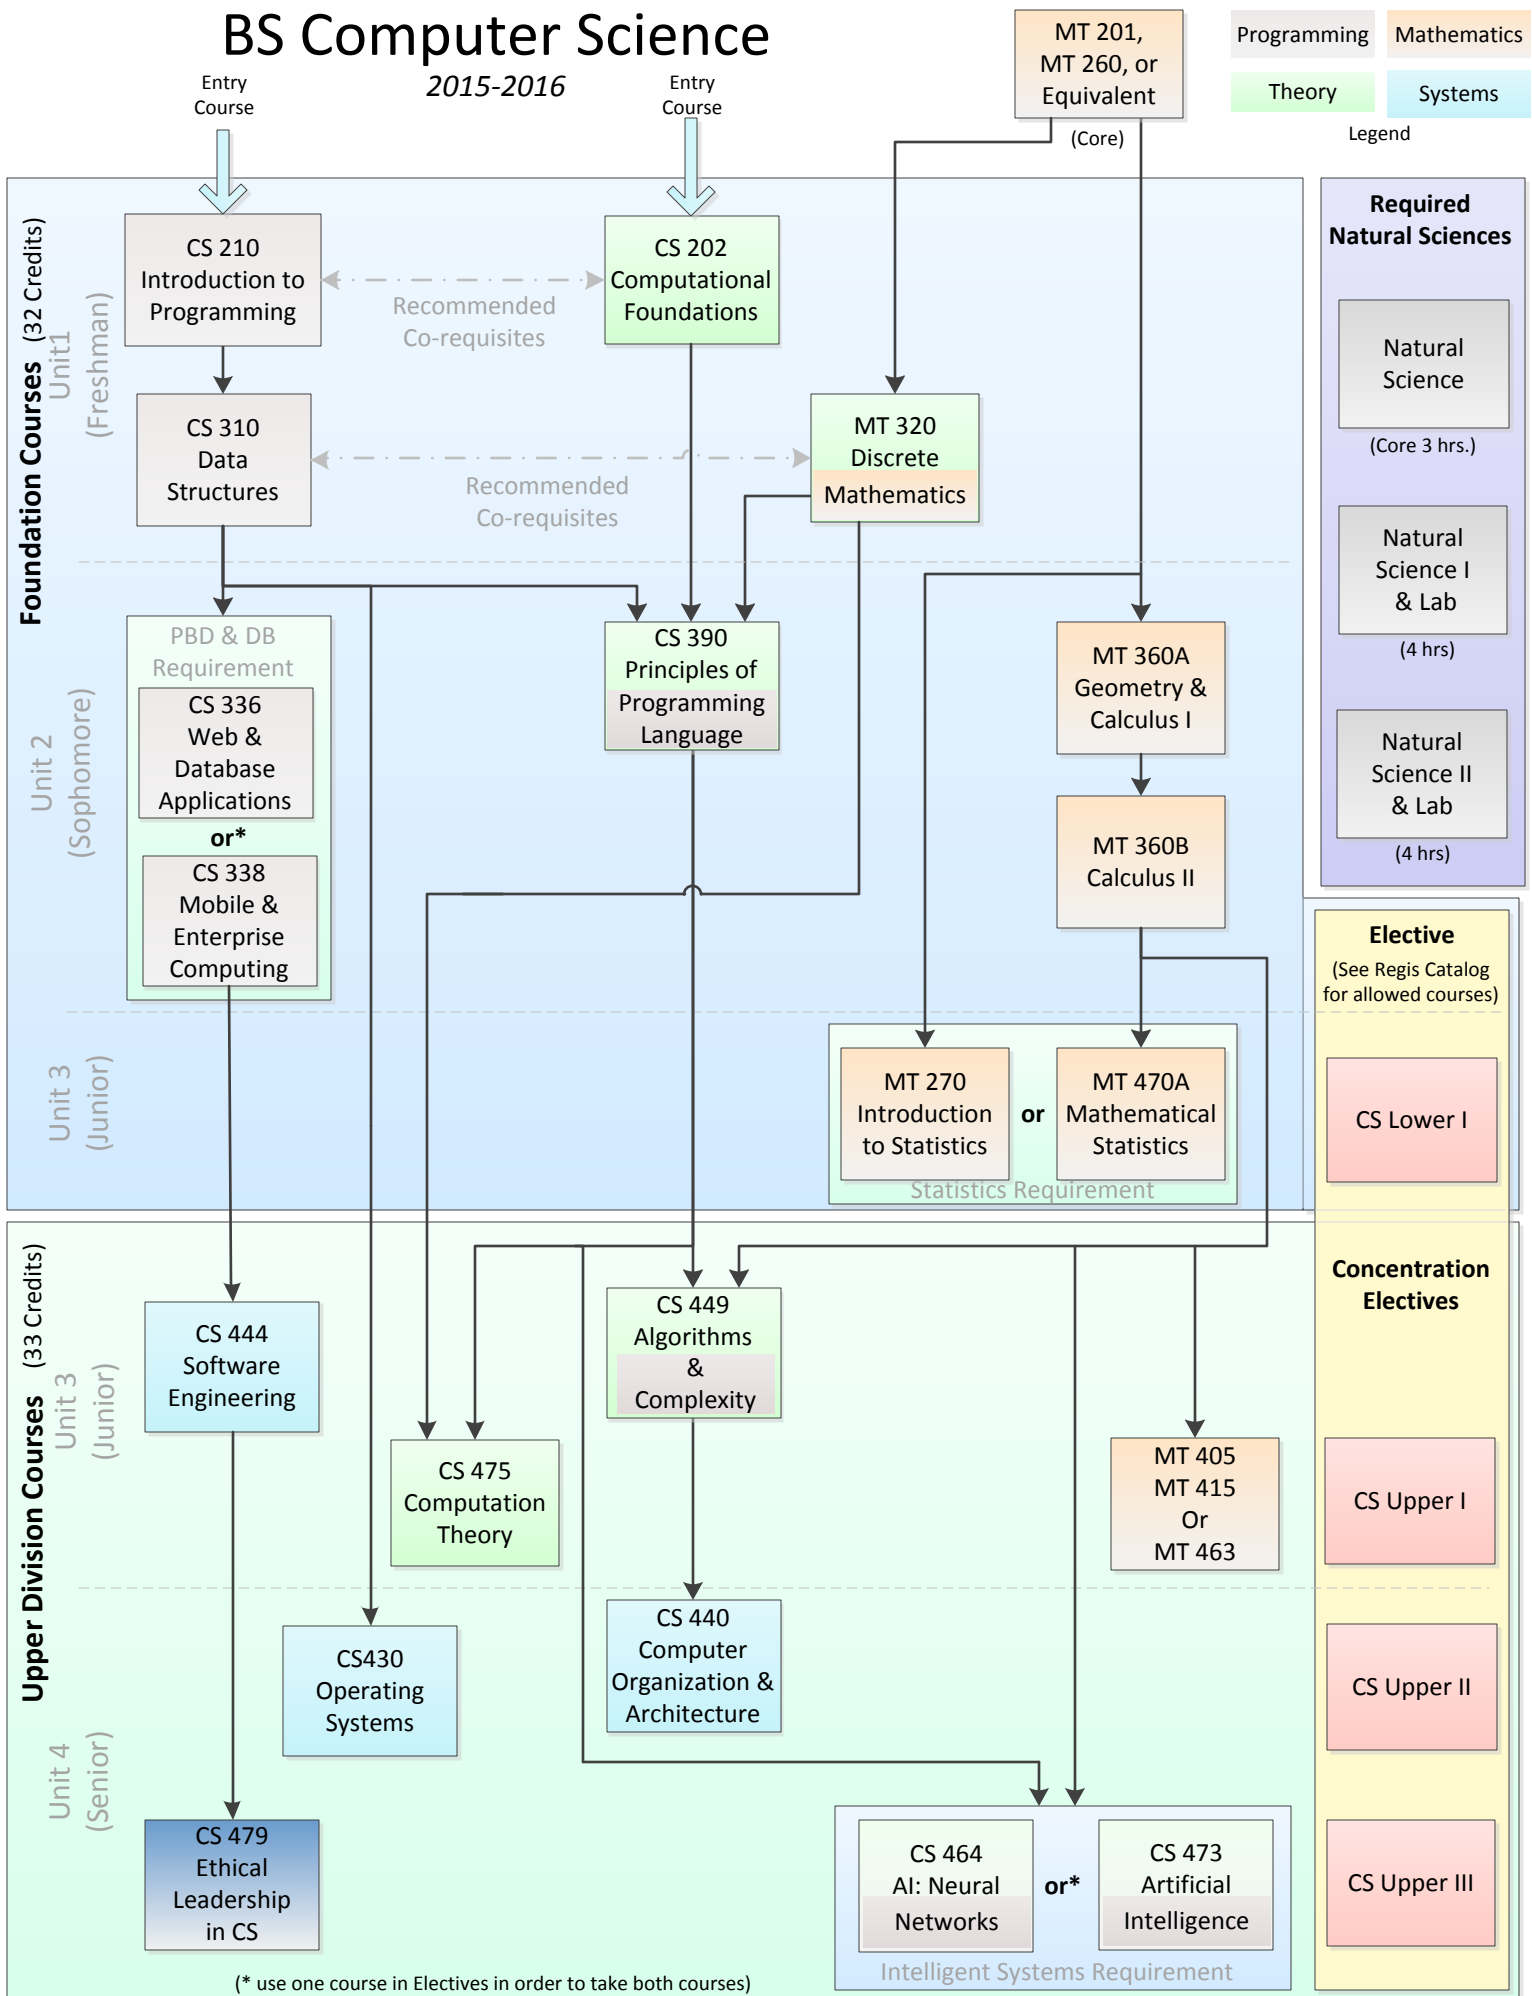 BS Computer Science
2015-2016
Entry
Course
Entry
Course
MT 201,
MT 260, or
Equivalent
(Core)
Programming
Mathematics
Theory
Systems
Legend
Foundation Courses (32 Credits)
Unit1
(Freshman)
CS 210
Introduction to
Programming
Recommended
Co-requisites
CS 202
Computational
Foundations
CS 310
Data
Structures
Recommended
Co-requisites
MT 320
Discrete
Mathematics
Required
Natural Sciences
Natural
Science
(Core 3 hrs.)
Natural
Science I
& Lab
(4 hrs)
Natural
Science II
& Lab
(4 hrs)
Unit 2
(Sophomore)
PBD & DB
Requirement
CS 336
Web &
Database
Applications
or*
CS 338
Mobile &
Enterprise
Computing
CS 390
Principles of
Programming
Language
MT 360A
Geometry &
Calculus I
MT 360B
Calculus II
Elective
(See Regis Catalog
for allowed courses)
Unit 3
(Junior)
MT 270
Introduction
to Statistics
or
MT 470A
Mathematical
Statistics
Statistics Requirement
CS Lower I
Upper Division Courses (33 Credits)
Unit 3
(Junior)
CS 444
Software
Engineering
CS 449
Algorithms
&
Complexity
Concentration
Electives
CS 475
Computation
Theory
MT 405
MT 415
Or
MT 463
CS Upper I
Unit 4
(Senior)
CS430
Operating
Systems
CS 440
Computer
Organization &
Architecture
CS Upper II
CS 479
Ethical
Leadership
in CS
CS 464
AI: Neural
Networks
or*
CS 473
Artificial
Intelligence
Intelligent Systems Requirement
CS Upper III
(* use one course in Electives in order to take both courses)